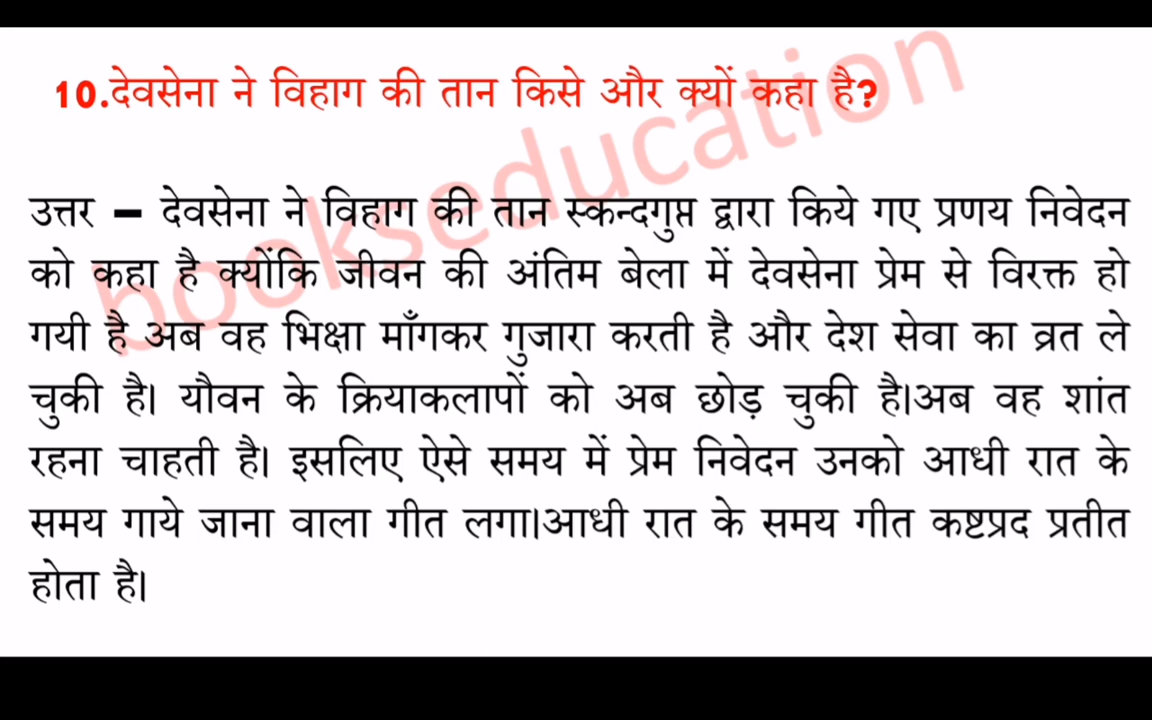 10.देवसेना ने विहाग की तान किसे और क्यों कहा है?
उत्तर – देवसेना ने विहाग की तान स्कन्दगुप्त द्वारा किये गए प्रणय निवेदन
को कहा है क्योंकि जीवन की अंतिम बेला में देवसेना प्रेम से विरक्त हो
गयी है अब वह भिक्षा माँगकर गुजारा करती है और देश सेवा का व्रत ले
चुकी है। यौवन के क्रियाकलापों को अब छोड़ चुकी है।अब वह शांत
रहना चाहती है। इसलिए ऐसे समय में प्रेम निवेदन उनको आधी रात के
समय गाये जाना वाला गीत लगा।आधी रात के समय गीत कष्टप्रद प्रतीत
होता है।
bookseducation